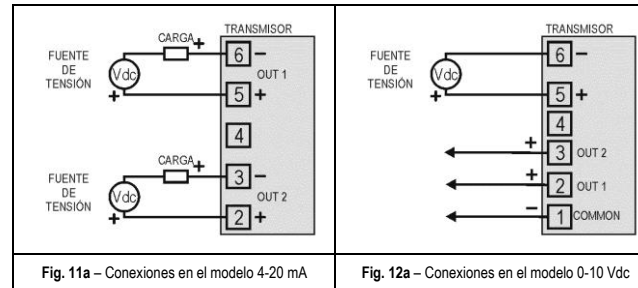 TRANSMISOR
CARGA +
6 –
FUENTE
DE
TENSIÓN
Vdc
OUT 1
+
5 +
4
CARGA +
3 –
FUENTE
DE
TENSIÓN
Vdc
OUT 2
+
2 +
Fig. 11a – Conexiones en el modelo 4-20 mA
TRANSMISOR
6 –
FUENTE
DE
TENSIÓN
Vdc
+
5 +
4
+
3 OUT 2
+
2 OUT 1
–
1 COMMON
Fig. 12a – Conexiones en el modelo 0-10 Vdc